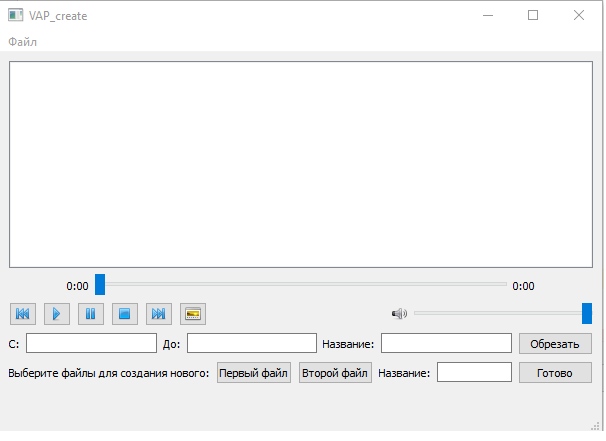 VAP_create
Файл
0:00 0:00
С: До: Название: Обрезать
Выберите файлы для создания нового: Первый файл Второй файл Название: Готово